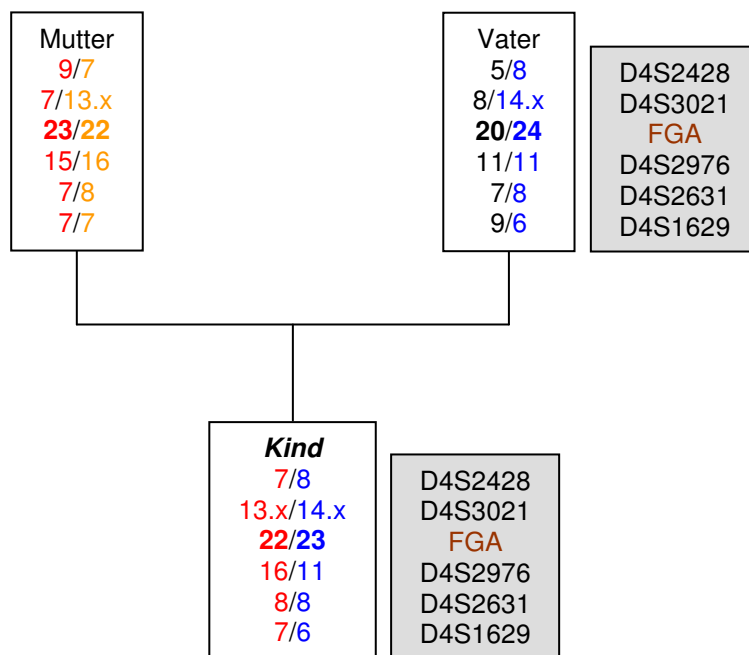 Mutter
9/7
7/13.x
23/22
15/16
7/8
7/7
Vater
5/8
8/14.x
20/24
11/11
7/8
9/6
D4S2428
D4S3021
FGA
D4S2976
D4S2631
D4S1629
Kind
7/8
13.x/14.x
22/23
16/11
8/8
7/6
D4S2428
D4S3021
FGA
D4S2976
D4S2631
D4S1629